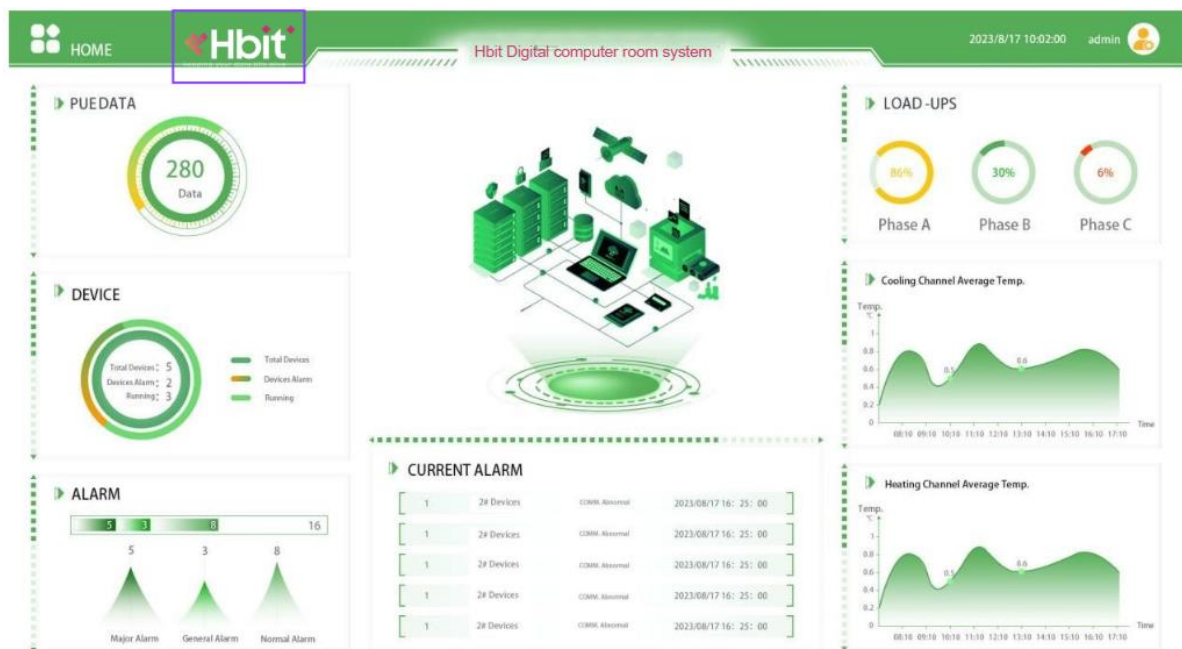 HOME
Hbit
Hbit Digital computer room system
2023/8/17 10:02:00 admin
PUE DATA
280
Data
DEVICE
Total Devices: 5
Devices Alarm: 2
Running: 3
Total Devices
Devices Alarm
Running
ALARM
5 3 8 16
5 3 8
Major Alarm General Alarm Normal Alarm
CURRENT ALARM
1 2# Devices COMM. Abnormal 2023/08/17 16: 25: 00
1 2# Devices COMM. Abnormal 2023/08/17 16: 25: 00
1 2# Devices COMM. Abnormal 2023/08/17 16: 25: 00
1 2# Devices COMM. Abnormal 2023/08/17 16: 25: 00
1 2# Devices COMM. Abnormal 2023/08/17 16: 25: 00
LOAD -UPS
86% 30% 6%
Phase A Phase B Phase C
Cooling Channel Average Temp.
Temp.
℃
1
0.8
0.6
0.4
0.2
0
0.5
0.6
08:10 09:10 10:10 11:10 12:10 13:10 14:10 15:10 16:10 17:10 Time
Heating Channel Average Temp.
Temp.
℃
1
0.8
0.6
0.4
0.2
0
0.5
0.6
08:10 09:10 10:10 11:10 12:10 13:10 14:10 15:10 16:10 17:10 Time